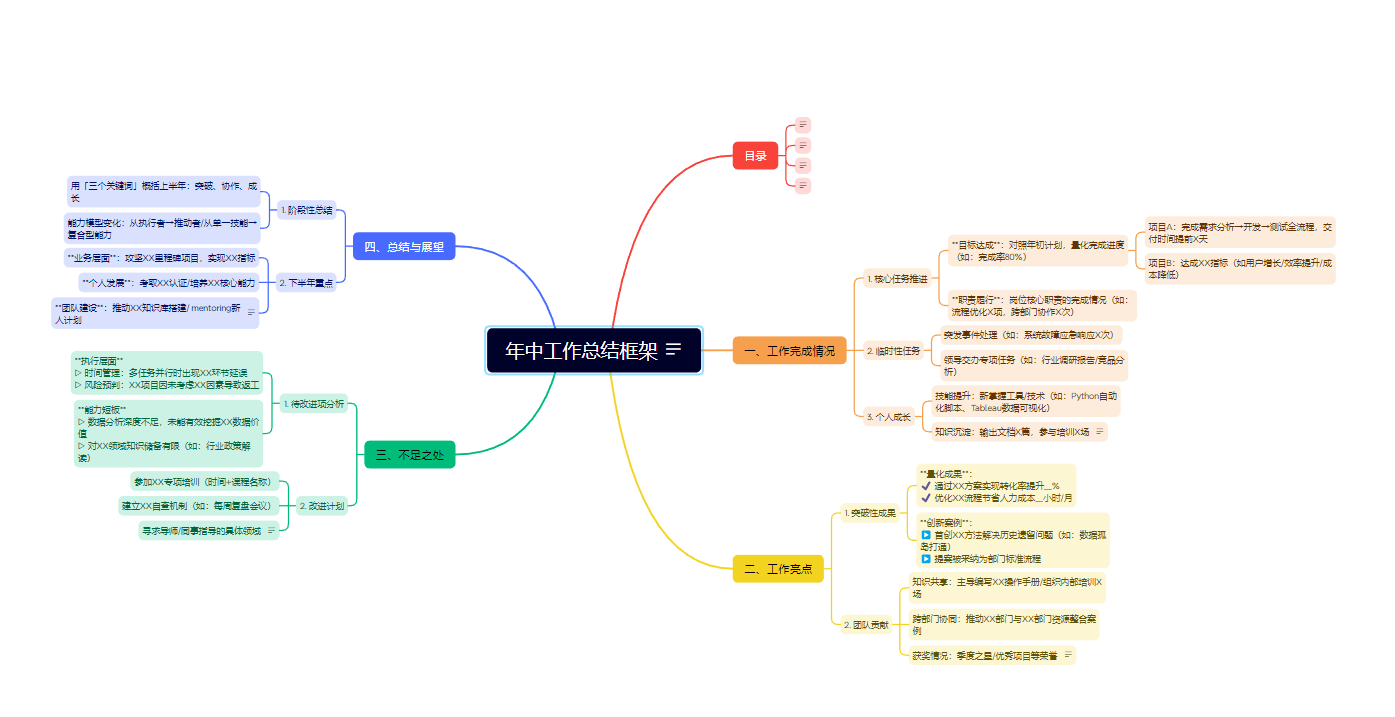 年中工作总结框架
目录
一、工作完成情况
1. 核心任务推进
**目标达成**：对照年初计划，量化完成进度
（如：完成率80%）
项目A：完成需求分析→开发→测试全流程，交
付时间提前X天
项目B：达成XX指标（如用户增长/效率提升/成
本降低）
**职责履行**：岗位核心职责的完成情况（如：
流程优化X项，跨部门协作X次）
2. 临时性任务
突发事件处理（如：系统故障应急响应X次）
领导交办专项任务（如：行业调研报告/竞品分
析）
3. 个人成长
技能提升：新掌握工具/技术（如：Python自动
化脚本、Tableau数据可视化）
知识沉淀：输出文档X篇，参与培训X场
二、工作亮点
1. 突破性成果
**量化成果**：
✔ 通过XX方案实现转化率提升__%
✔ 优化XX流程节省人力成本__小时/月
**创新案例**：
▶ 首创XX方法解决历史遗留问题（如：数据孤
岛打通）
▶ 提案被采纳为部门标准流程
2. 团队贡献
知识共享：主导编写XX操作手册/组织内部培训X
场
跨部门协同：推动XX部门与XX部门资源整合案
例
获奖情况：季度之星/优秀项目等荣誉
三、不足之处
1. 待改进项分析
**执行层面**
▷ 时间管理：多任务并行时出现XX环节延误
▷ 风险预判：XX项目因未考虑XX因素导致返工
**能力短板**
▷ 数据分析深度不足，未能有效挖掘XX数据价
值
▷ 对XX领域知识储备有限（如：行业政策解
读）
2. 改进计划
参加XX专项培训（时间+课程名称）
建立XX自查机制（如：每周复盘会议）
寻求导师/同事指导的具体领域
四、总结与展望
1. 阶段性总结
用「三个关键词」概括上半年：突破、协作、成
长
能力模型变化：从执行者→推动者/从单一技能→
复合型能力
2. 下半年重点
**业务层面**：攻坚XX里程碑项目，实现XX指标
**个人发展**：考取XX认证/培养XX核心能力
**团队建设**：推动XX知识库搭建/ mentoring新
人计划